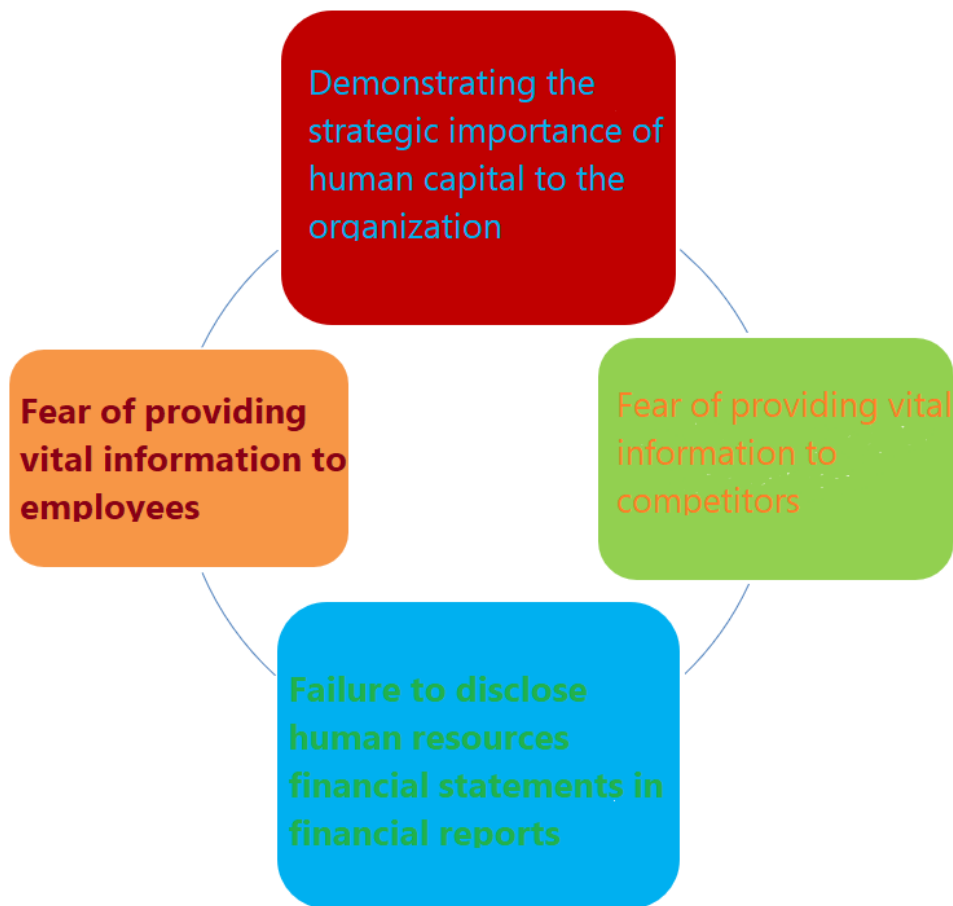 Demonstrating the
strategic importance of
human capital to the
organization
Fear of providing
vital information to
employees
Fear of providing vital
information to
competitors
Failure to disclose
human resources
financial statements in
financial reports